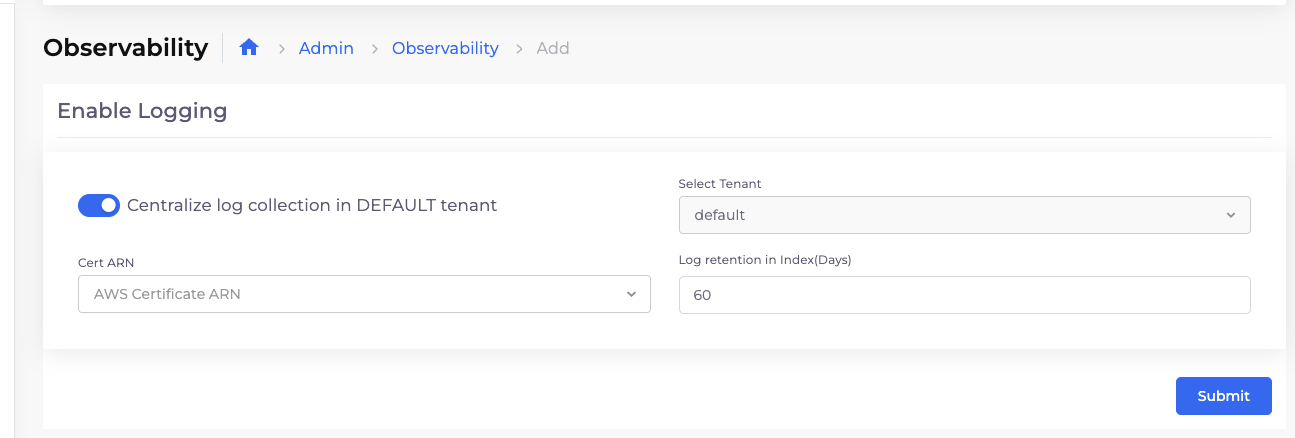 Observability
Admin > Observability > Add
Enable Logging
Centralize log collection in DEFAULT tenant
Select Tenant
default
Cert ARN
AWS Certificate ARN
Log retention in Index(Days)
60
Submit